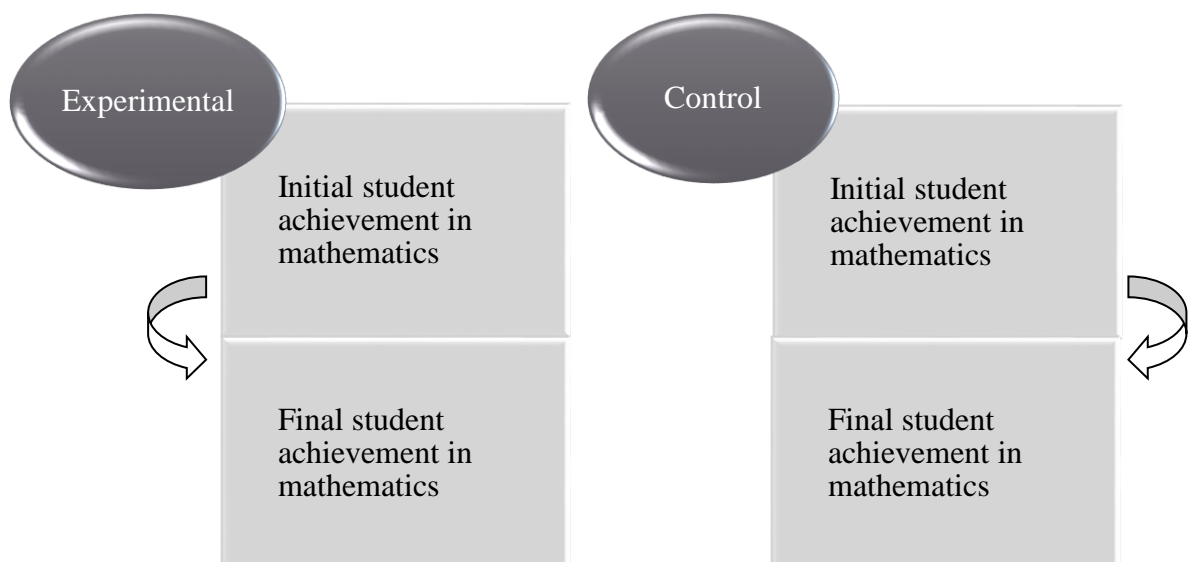 Experimental
Initial student
achievement in
mathematics
Final student
achievement in
mathematics
Control
Initial student
achievement in
mathematics
Final student
achievement in
mathematics